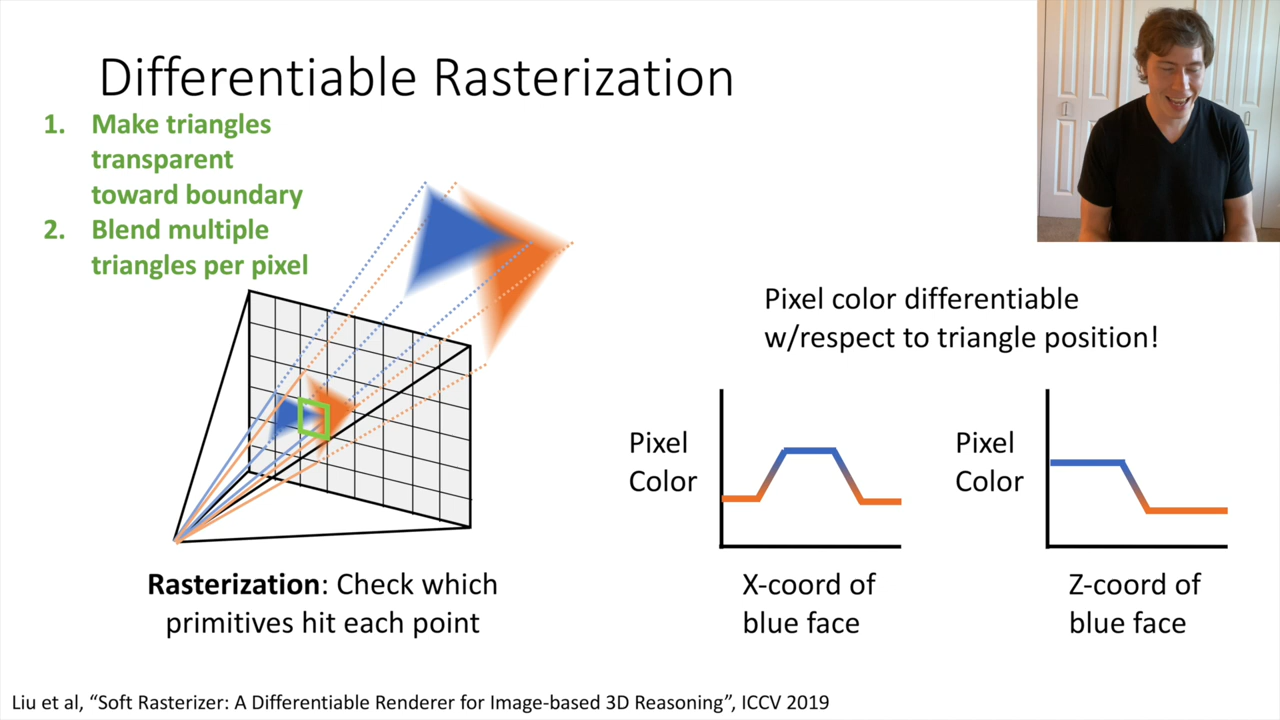 Differentiable Rasterization
1. Make triangles
transparent
toward boundary
2. Blend multiple
triangles per pixel
Pixel color differentiable
w/respect to triangle position!
Pixel
Color
X-coord of
blue face
Pixel
Color
Z-coord of
blue face
Rasterization: Check which
primitives hit each point
Liu et al, “Soft Rasterizer: A Differentiable Renderer for Image-based 3D Reasoning”, ICCV 2019